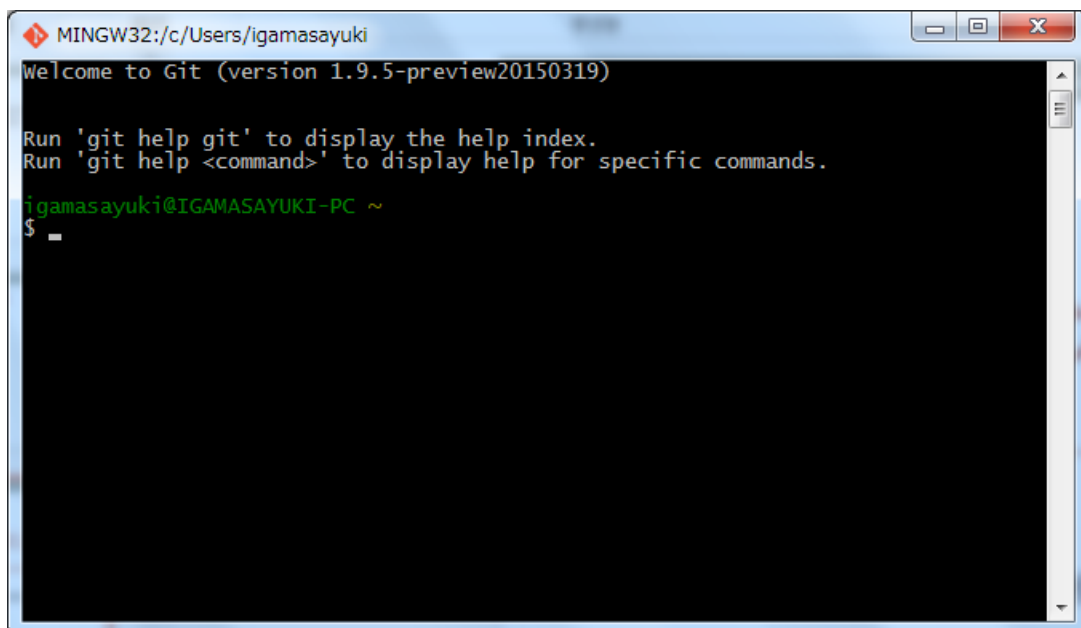 MINGW32:/c/Users/igamasayuki
Welcome to Git (version 1.9.5-preview20150319)
Run 'git help git' to display the help index.
Run 'git help <command>' to display help for specific commands.
igamasayuki@IGAMASAYUKI-PC ~
$